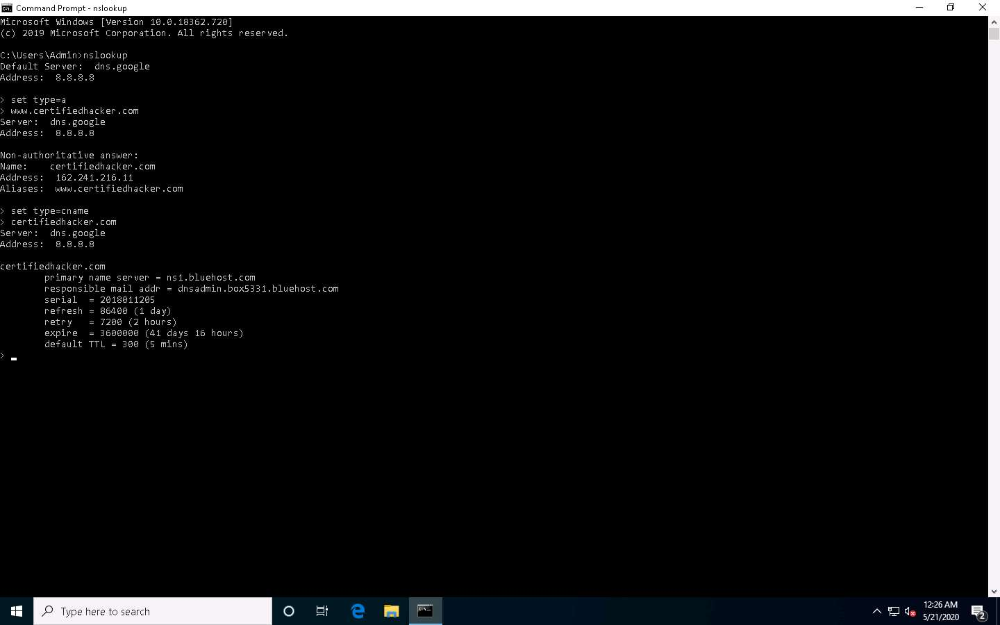 Command Prompt - nslookup
Microsoft Windows [Version 10.0.18362.720]
(c) 2019 Microsoft Corporation. All rights reserved.
C:\Users\Admin>nslookup
Default Server:  dns.google
Address:  8.8.8.8
> set type=a
> www.certifiedhacker.com
Server:  dns.google
Address:  8.8.8.8
Non-authoritative answer:
Name:    certifiedhacker.com
Address:  162.241.216.11
Aliases:  www.certifiedhacker.com
> set type=cname
> certifiedhacker.com
Server:  dns.google
Address:  8.8.8.8
certifiedhacker.com
        primary name server = ns1.bluehost.com
        responsible mail addr = dnsadmin.box5331.bluehost.com
        serial  = 2018011205
        refresh = 86400 (1 day)
        retry   = 7200 (2 hours)
        expire  = 3600000 (41 days 16 hours)
        default TTL = 300 (5 mins)
>
Type here to search
12:26 AM
5/21/2020
2